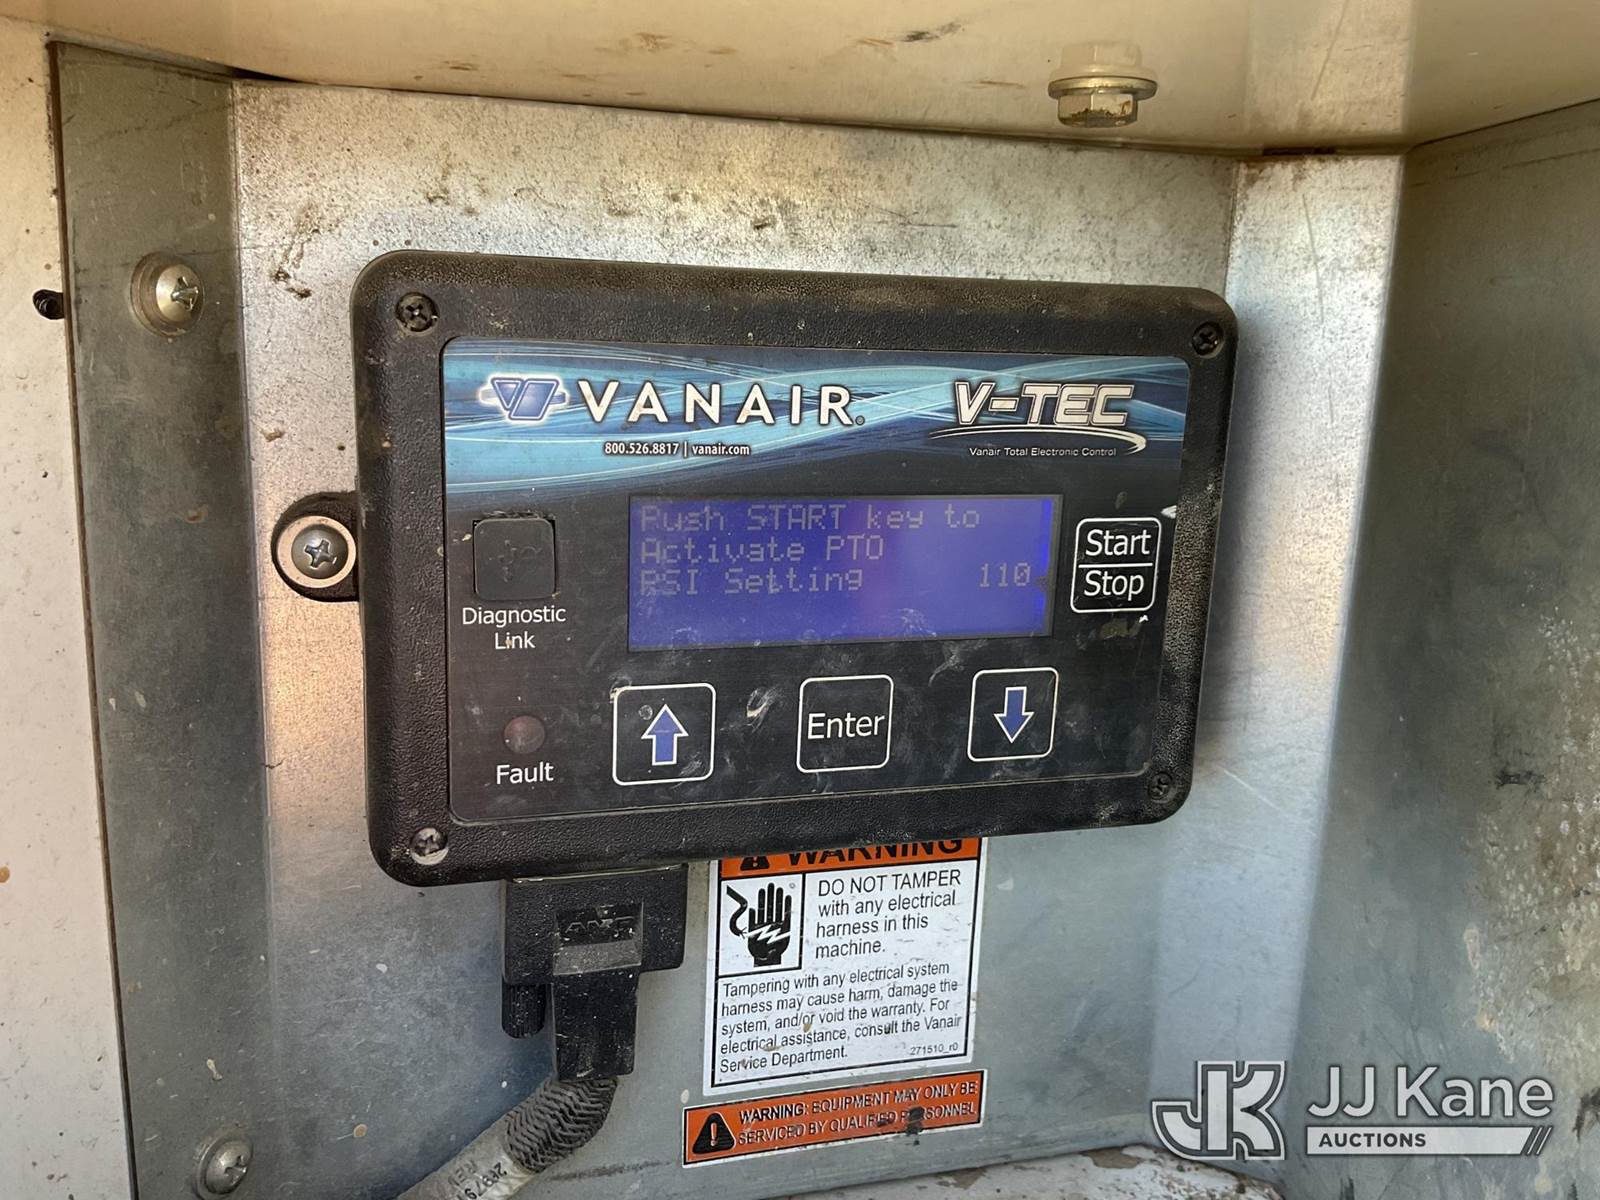 VANAIR®
V-TEC
800.526.8817 | vanair.com
Vanair Total Electronic Control
Push START key to
Activate PTO
PSI Setting 110
Start
Stop
Diagnostic
Link
Enter
Fault
WARNING
DO NOT TAMPER
with any electrical
harness in this
machine.
Tampering with any electrical system
harness may cause harm, damage the
system, and/or void the warranty. For
electrical assistance, consult the Vanair
Service Department.
271510_r0
WARNING: EQUIPMENT MAY ONLY BE
SERVICED BY QUALIFIED PERSONNEL
JK JJ Kane
AUCTIONS